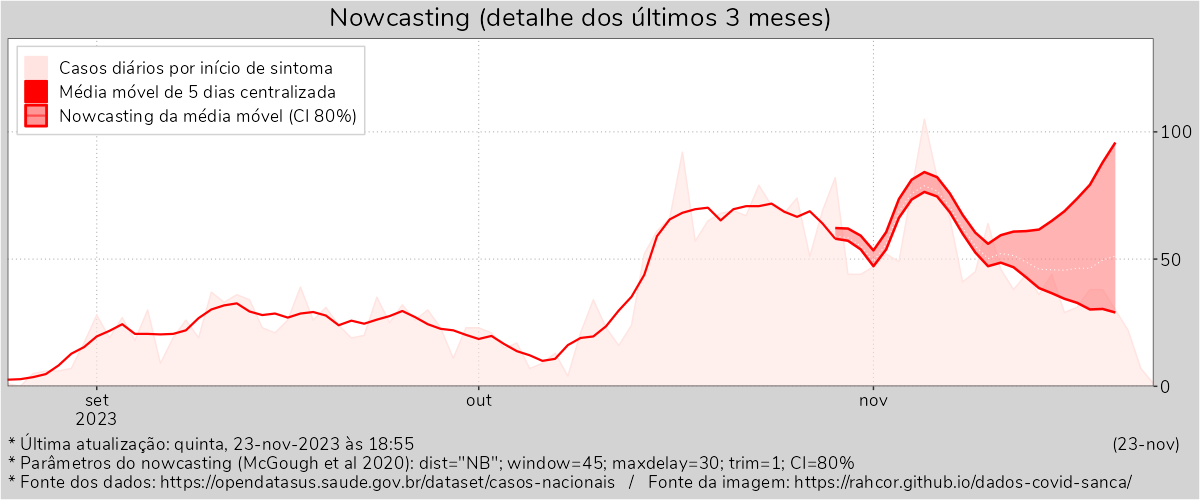 Nowcasting (detalhe dos últimos 3 meses)
Casos diários por início de sintoma
Média móvel de 5 dias centralizada
Nowcasting da média móvel (CI 80%)
100
50
0
set
2023
out
nov
* Última atualização: quinta, 23-nov-2023 às 18:55
(23-nov)
* Parâmetros do nowcasting (McGough et al 2020): dist="NB"; window=45; maxdelay=30; trim=1; CI=80%
* Fonte dos dados: https://opendatasus.saude.gov.br/dataset/casos-nacionais / Fonte da imagem: https://rahcor.github.io/dados-covid-sanca/